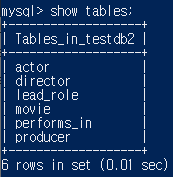 mysql> show tables;
+-------------------+
| Tables_in_testdb2 |
+-------------------+
| actor             |
| director          |
| lead_role         |
| movie             |
| performs_in       |
| producer          |
+-------------------+
6 rows in set (0.01 sec)